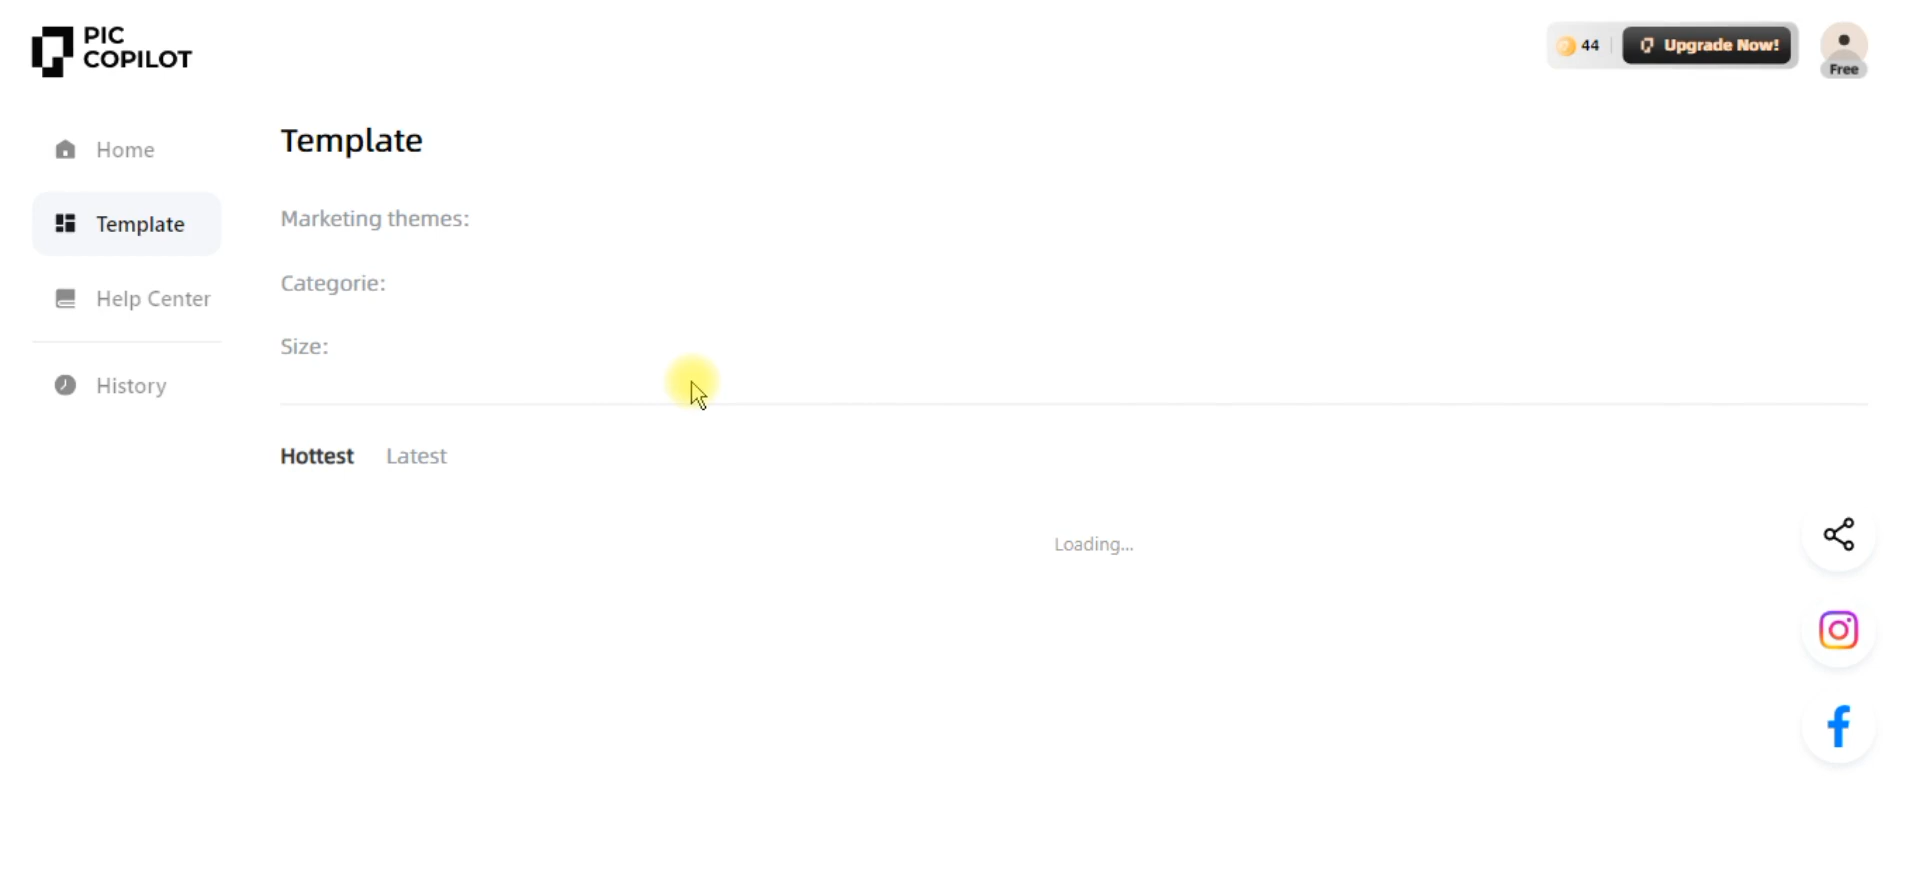 PIC
COPILOT
44
Upgrade Now!
Free
Home
Template
Help Center
History
Template
Marketing themes:
Categorie:
Size:
Hottest Latest
Loading...